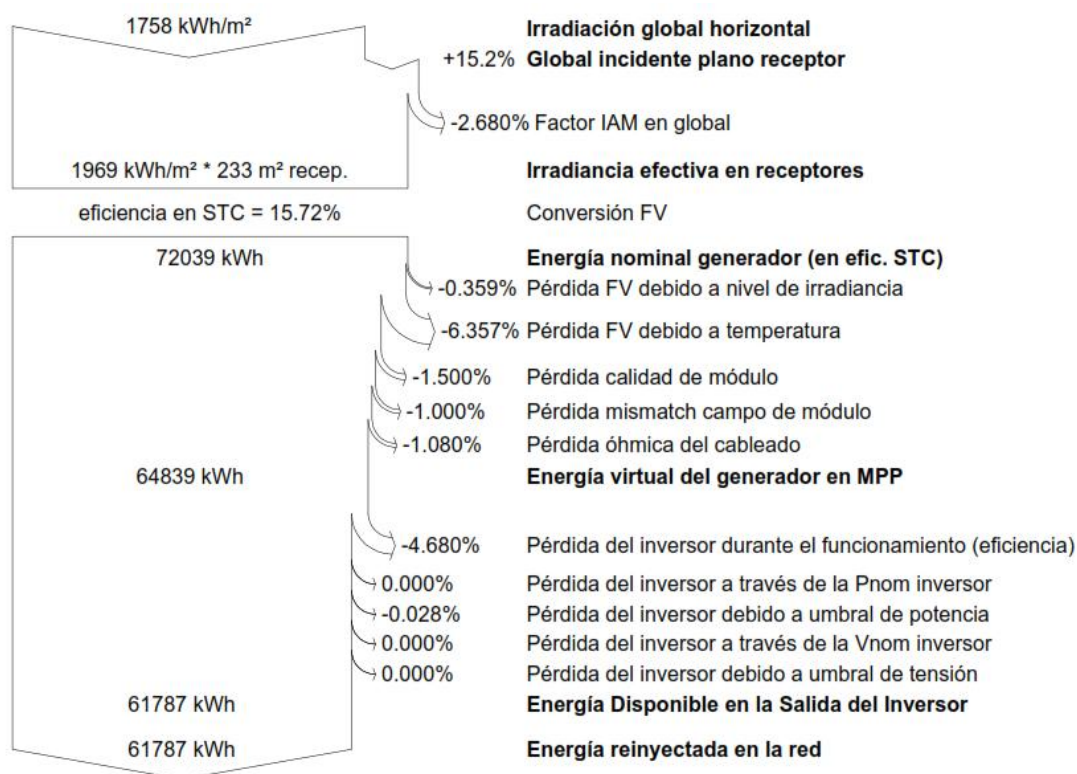 1758 kWh/m² Irradiación global horizontal
+15.2% Global incidente plano receptor
-2.680% Factor IAM en global
1969 kWh/m² * 233 m² recep. Irradiancia efectiva en receptores
eficiencia en STC = 15.72% Conversión FV
72039 kWh Energía nominal generador (en efic. STC)
-0.359% Pérdida FV debido a nivel de irradiancia
-6.357% Pérdida FV debido a temperatura
-1.500% Pérdida calidad de módulo
-1.000% Pérdida mismatch campo de módulo
-1.080% Pérdida óhmica del cableado
64839 kWh Energía virtual del generador en MPP
-4.680% Pérdida del inversor durante el funcionamiento (eficiencia)
0.000% Pérdida del inversor a través de la Pnom inversor
-0.028% Pérdida del inversor debido a umbral de potencia
0.000% Pérdida del inversor a través de la Vnom inversor
0.000% Pérdida del inversor debido a umbral de tensión
61787 kWh Energía Disponible en la Salida del Inversor
61787 kWh Energía reinyectada en la red